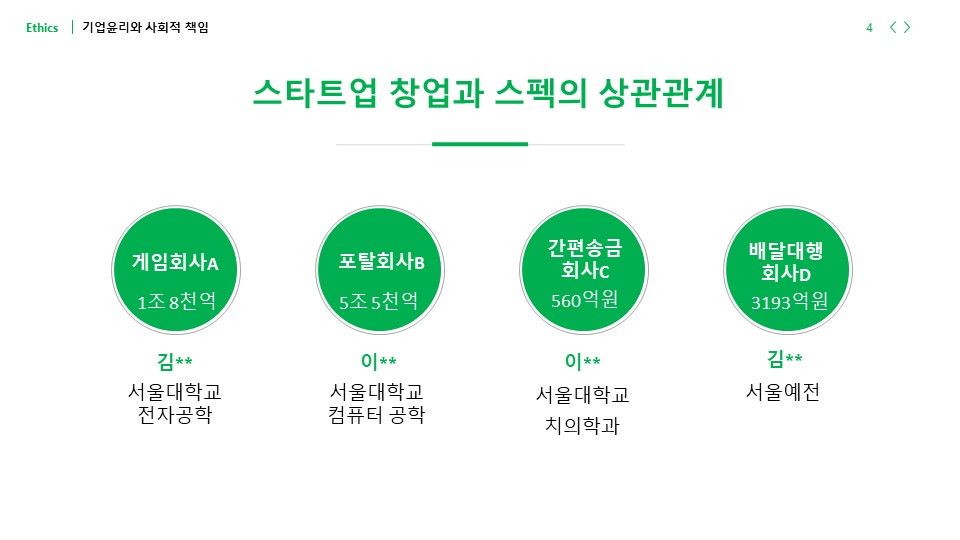 Ethics 기업윤리와 사회적 책임 4 < >
스타트업 창업과 스펙의 상관관계
게임회사A
1조 8천억
김**
서울대학교
전자공학
포탈회사B
5조 5천억
이**
서울대학교
컴퓨터 공학
간편송금
회사C
560억원
이**
서울대학교
치의학과
배달대행
회사D
3193억원
김**
서울예전